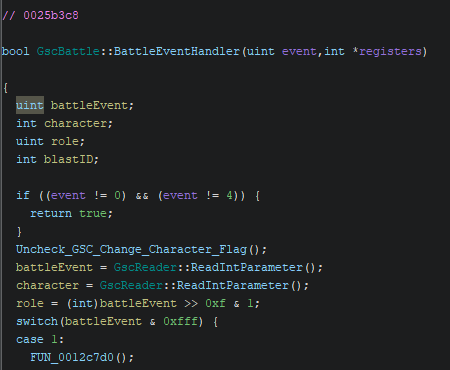 // 0025b3c8
bool GscBattle::BattleEventHandler(uint event,int *registers)
{
uint battleEvent;
int character;
uint role;
int blastID;
if ((event != 0) && (event != 4)) {
return true;
}
Uncheck_GSC_Change_Character_Flag();
battleEvent = GscReader::ReadIntParameter();
character = GscReader::ReadIntParameter();
role = (int)battleEvent >> 0xf & 1;
switch(battleEvent & 0xfff) {
case 1:
FUN_0012c7d0();